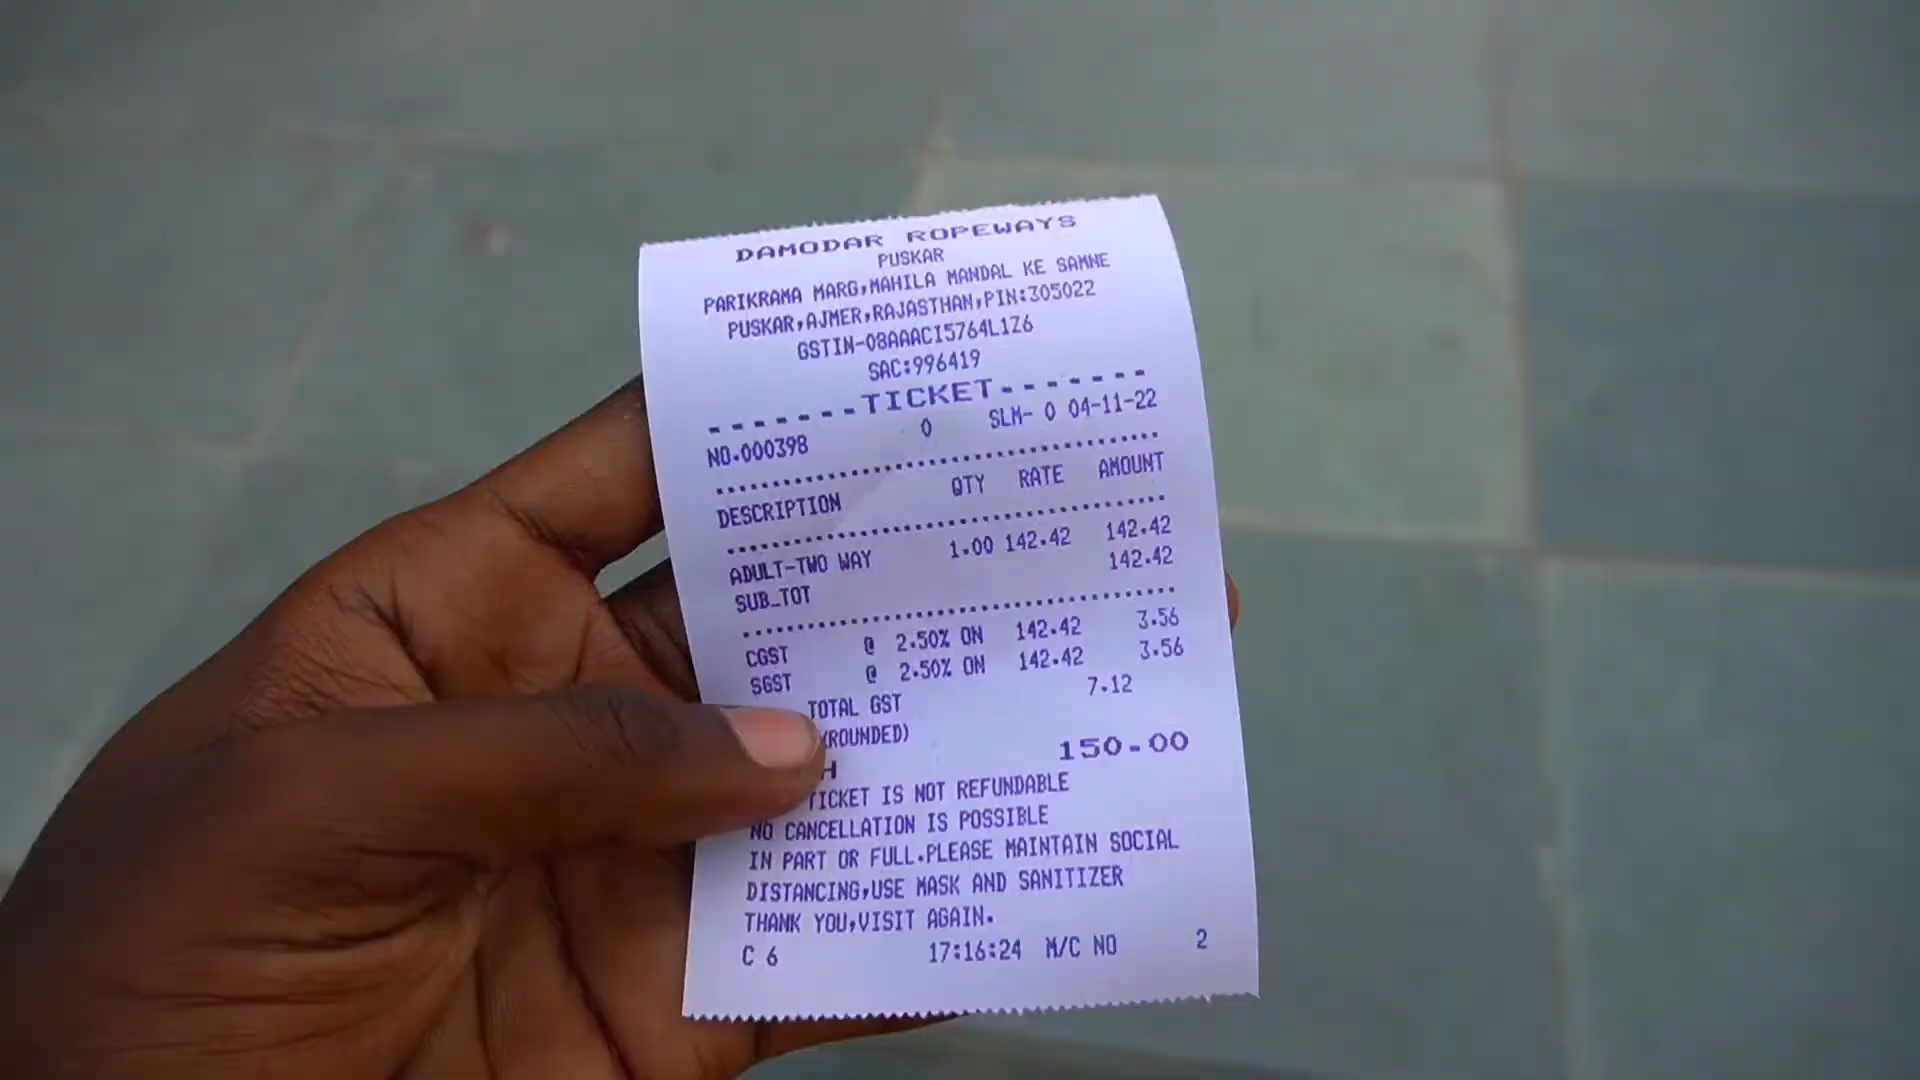 DAMODAR ROPEWAYS
PUSKAR
PARIKRAMA MARG,MAHILA MANDAL KE SAMNE
PUSKAR,AJMER,RAJASTHAN,PIN:305022
GSTIN-08AAACI5764L1Z6
SAC:996419
-------TICKET-------
NO.000398 0 SLM- 0 04-11-22
DESCRIPTION QTY RATE AMOUNT
ADULT-TWO WAY 1.00 142.42 142.42
SUB_TOT 142.42
CGST @ 2.50% ON 142.42 3.56
SGST @ 2.50% ON 142.42 3.56
TOTAL GST 7.12
(ROUNDED)
H 150.00
TICKET IS NOT REFUNDABLE
NO CANCELLATION IS POSSIBLE
IN PART OR FULL.PLEASE MAINTAIN SOCIAL
DISTANCING,USE MASK AND SANITIZER
THANK YOU,VISIT AGAIN.
C 6 17:16:24 M/C NO 2